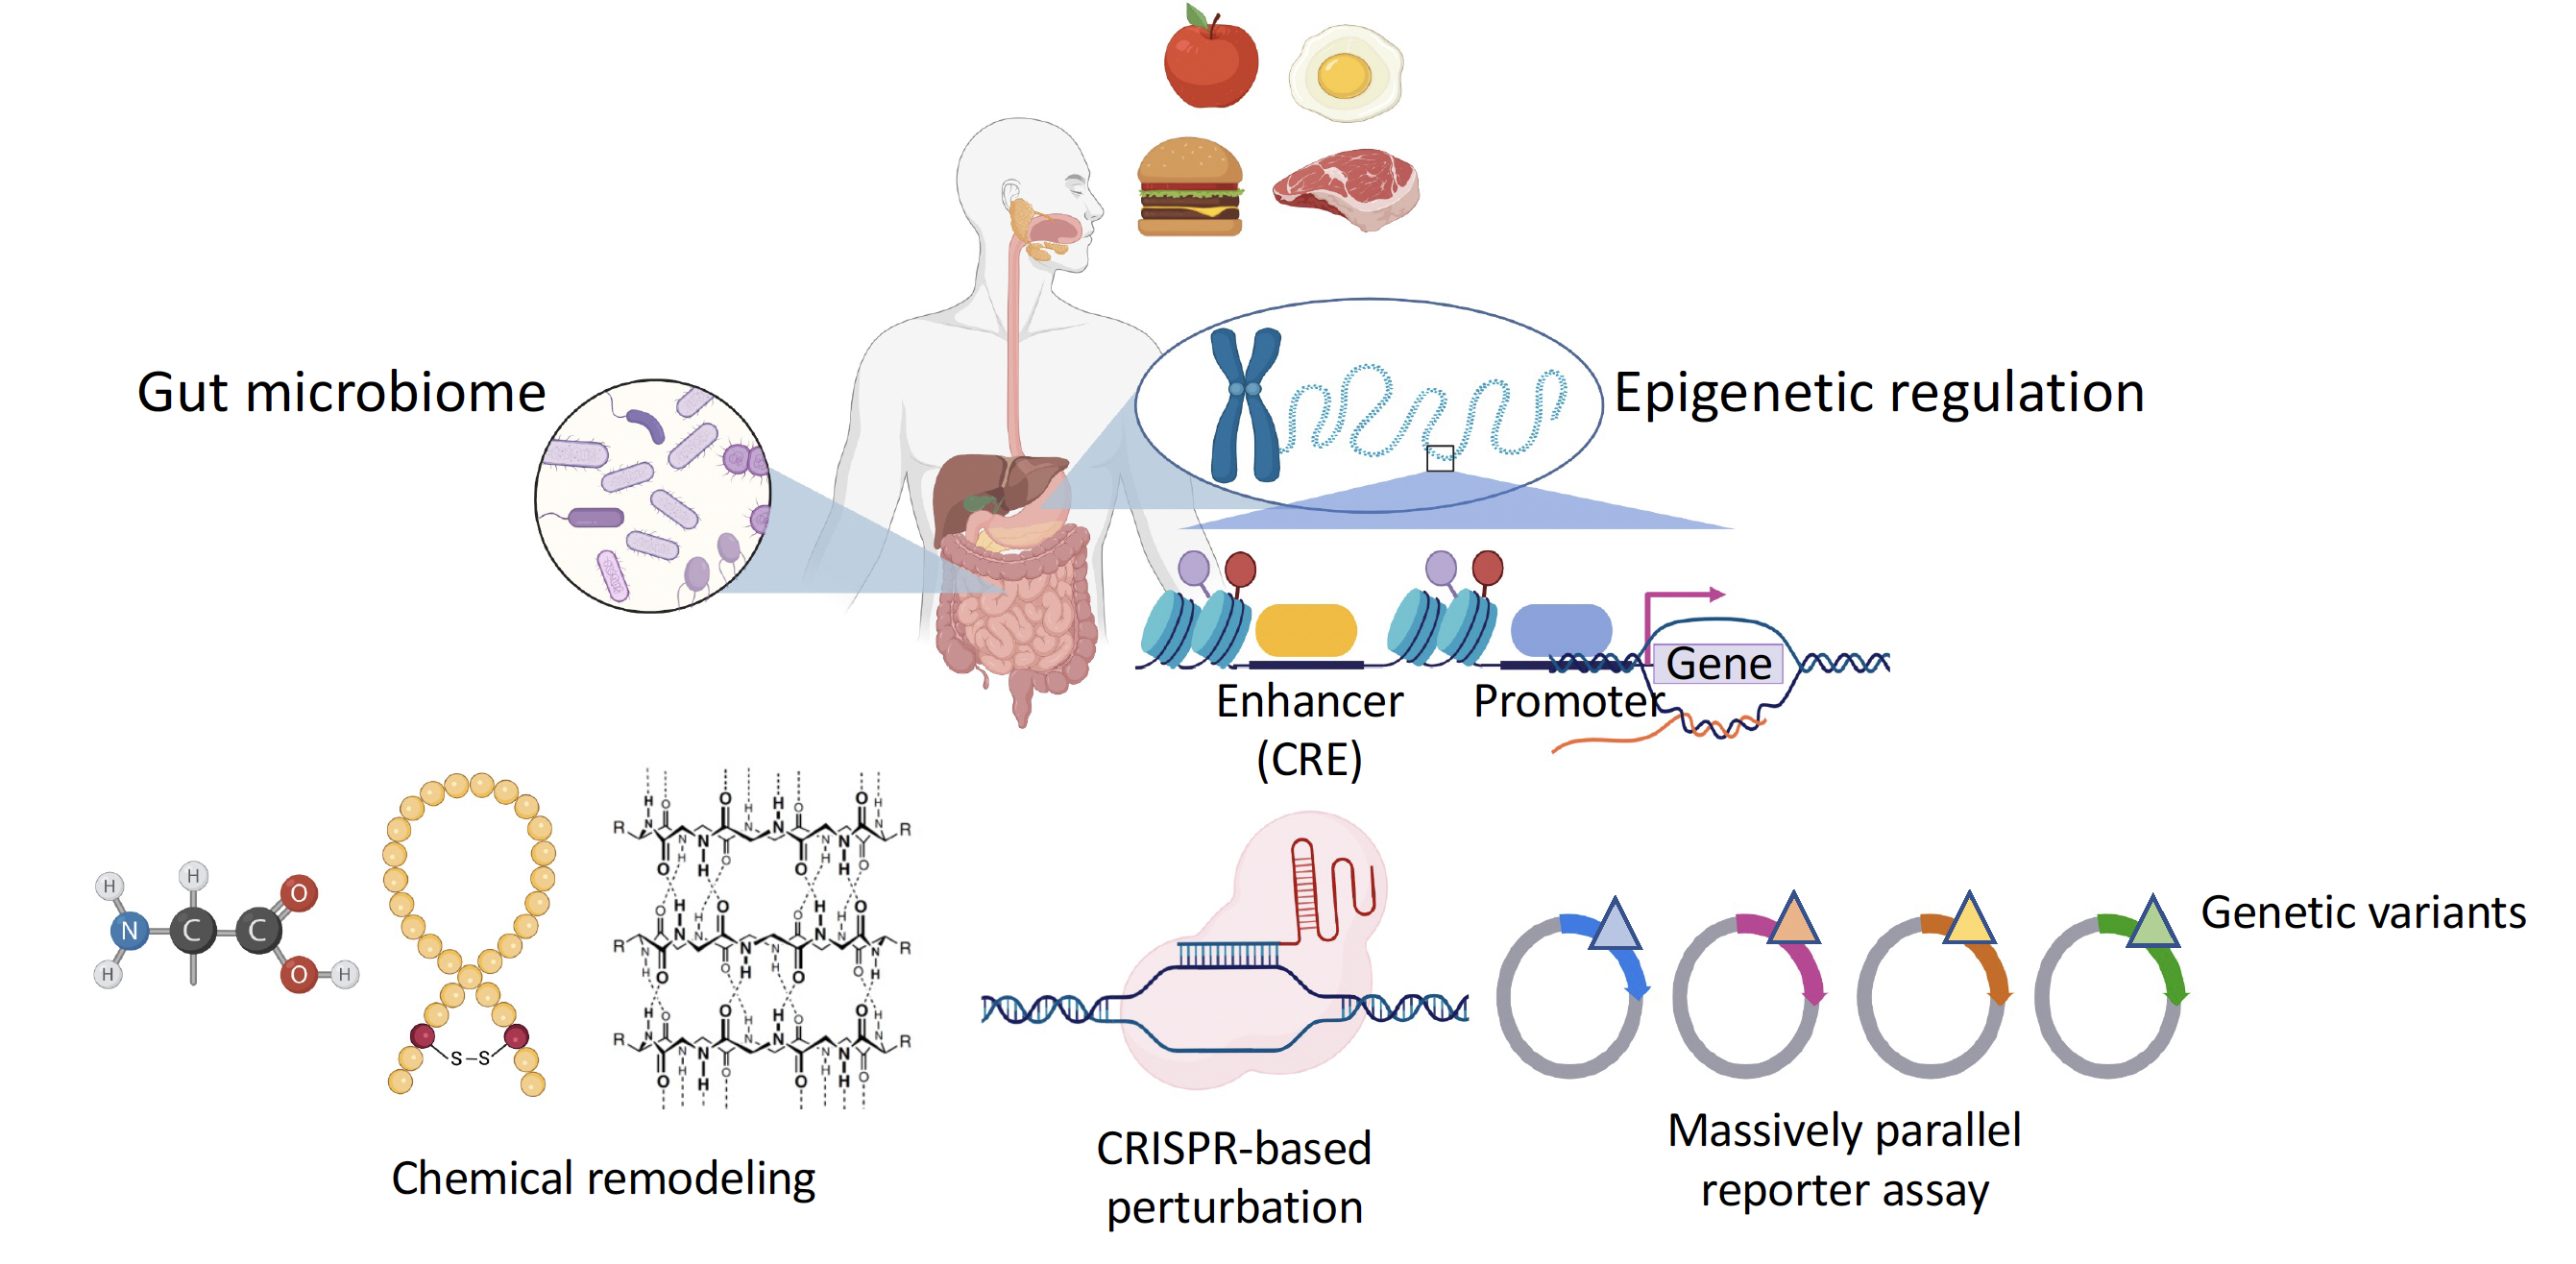 Gut microbiome
Epigenetic regulation
Gene
Enhancer
(CRE)
Promoter
H
H
N
H
C
C
O
O
H
S–S
R
R
R
R
R
R
Chemical remodeling
CRISPR-based
perturbation
Genetic variants
Massively parallel
reporter assay